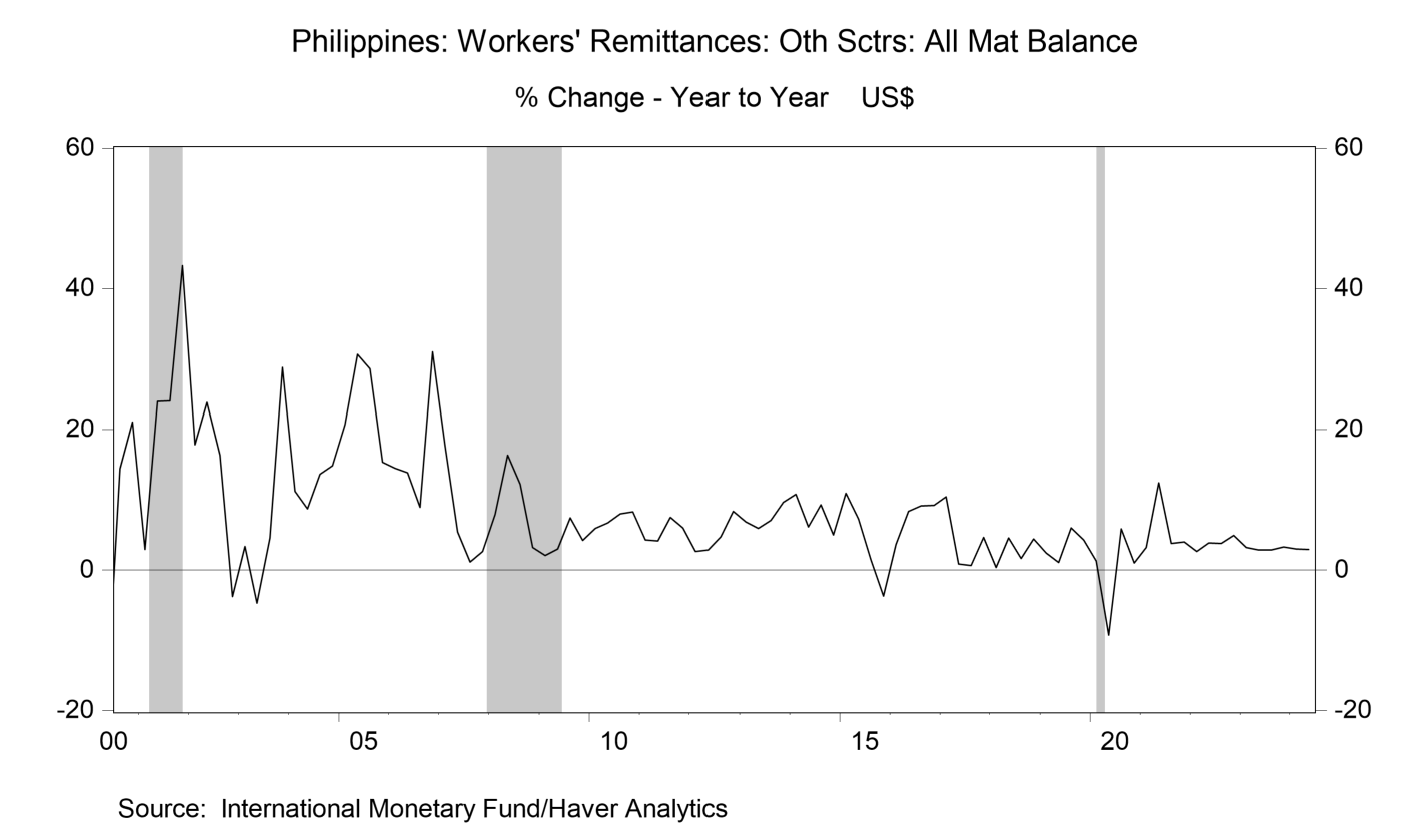 Philippines: Workers' Remittances: Oth Sctrs: All Mat Balance
% Change - Year to Year US$
60 60
40 40
20 20
0 0
-20 -20
00 05 10 15 20
Source: International Monetary Fund/Haver Analytics